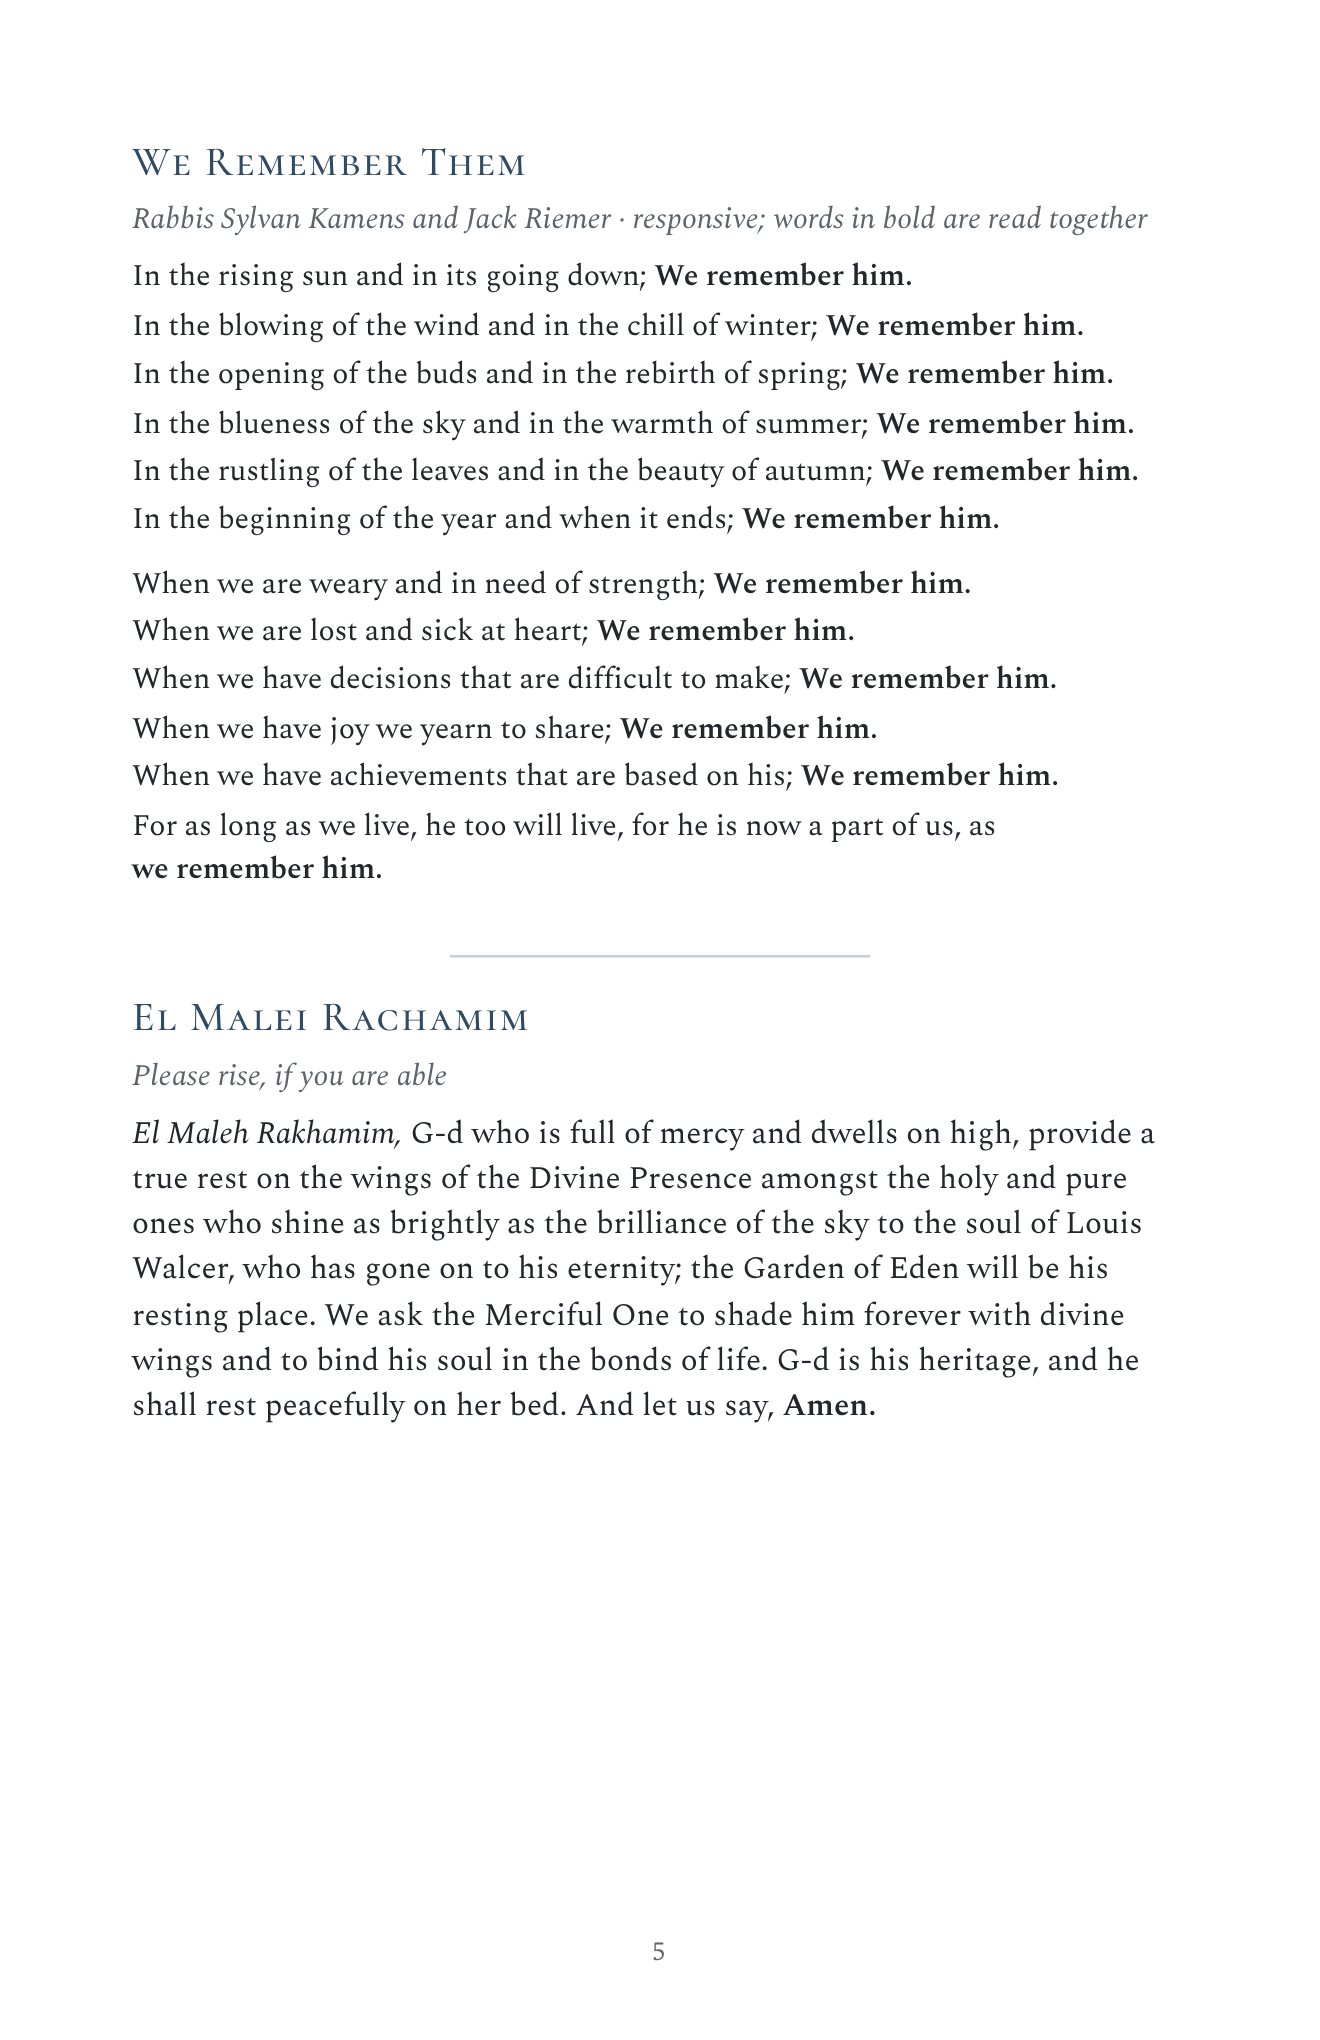 We Remember Them
Rabbis Sylvan Kamens and Jack Riemer · responsive; words in bold are read together
In the rising sun and in its going down; We remember him.
In the blowing of the wind and in the chill of winter; We remember him.
In the opening of the buds and in the rebirth of spring; We remember him.
In the blueness of the sky and in the warmth of summer; We remember him.
In the rustling of the leaves and in the beauty of autumn; We remember him.
In the beginning of the year and when it ends; We remember him.
When we are weary and in need of strength; We remember him.
When we are lost and sick at heart; We remember him.
When we have decisions that are difficult to make; We remember him.
When we have joy we yearn to share; We remember him.
When we have achievements that are based on his; We remember him.
For as long as we live, he too will live, for he is now a part of us, as
we remember him.
El Malei Rachamim
Please rise, if you are able
El Maleh Rakhamim, G-d who is full of mercy and dwells on high, provide a
true rest on the wings of the Divine Presence amongst the holy and pure
ones who shine as brightly as the brilliance of the sky to the soul of Louis
Walcer, who has gone on to his eternity; the Garden of Eden will be his
resting place. We ask the Merciful One to shade him forever with divine
wings and to bind his soul in the bonds of life. G-d is his heritage, and he
shall rest peacefully on her bed. And let us say, Amen.
5